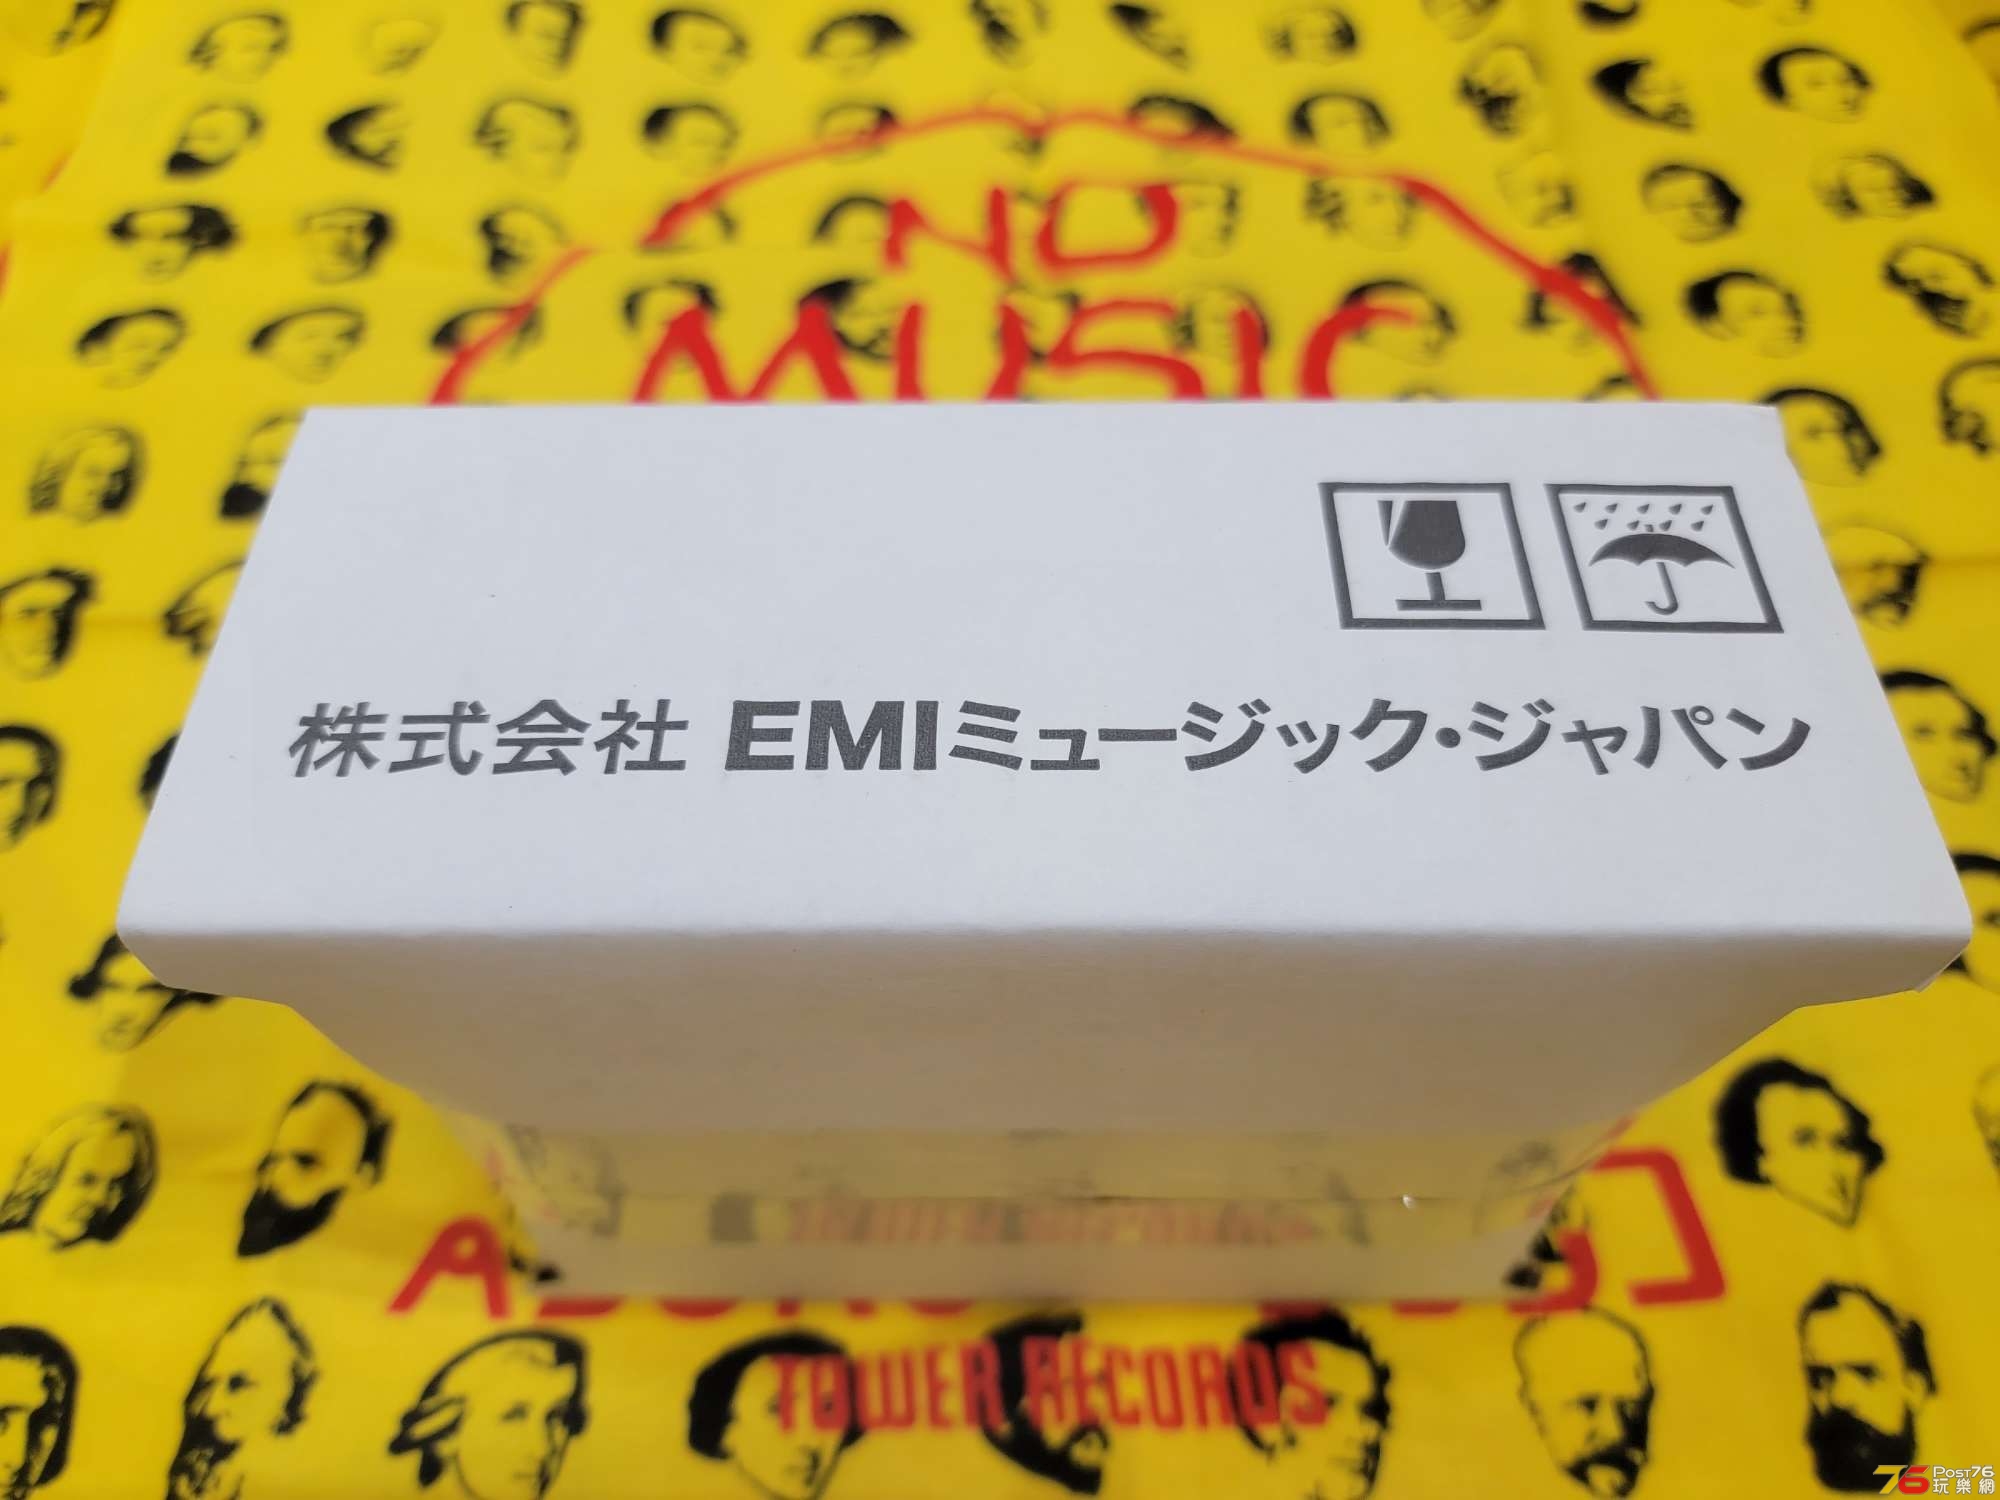 NO
MUSIC
株式会社 EMIミュージック・ジャパン
TOWER RECORDS
Post76
玩樂網